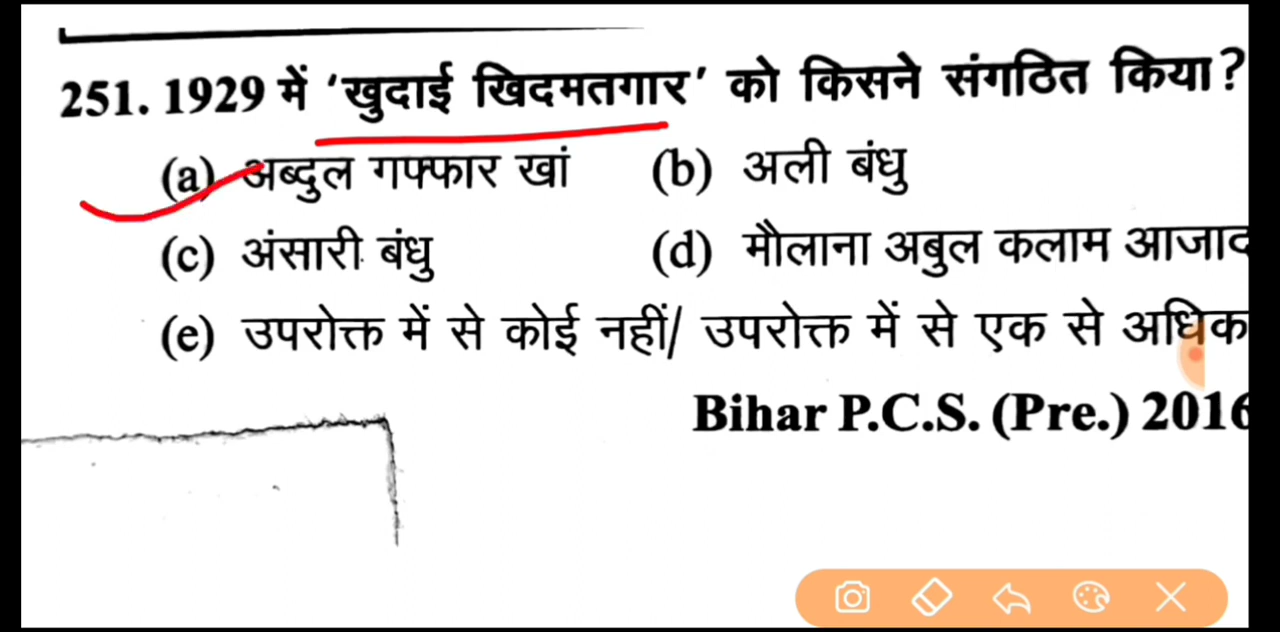 251. 1929 में ‘खुदाई खिदमतगार’ को किसने संगठित किया?
(a) अब्दुल गफ्फार खां (b) अली बंधु
(c) अंसारी बंधु (d) मौलाना अबुल कलाम आजाद
(e) उपरोक्त में से कोई नहीं/ उपरोक्त में से एक से अधिक
Bihar P.C.S. (Pre.) 2016